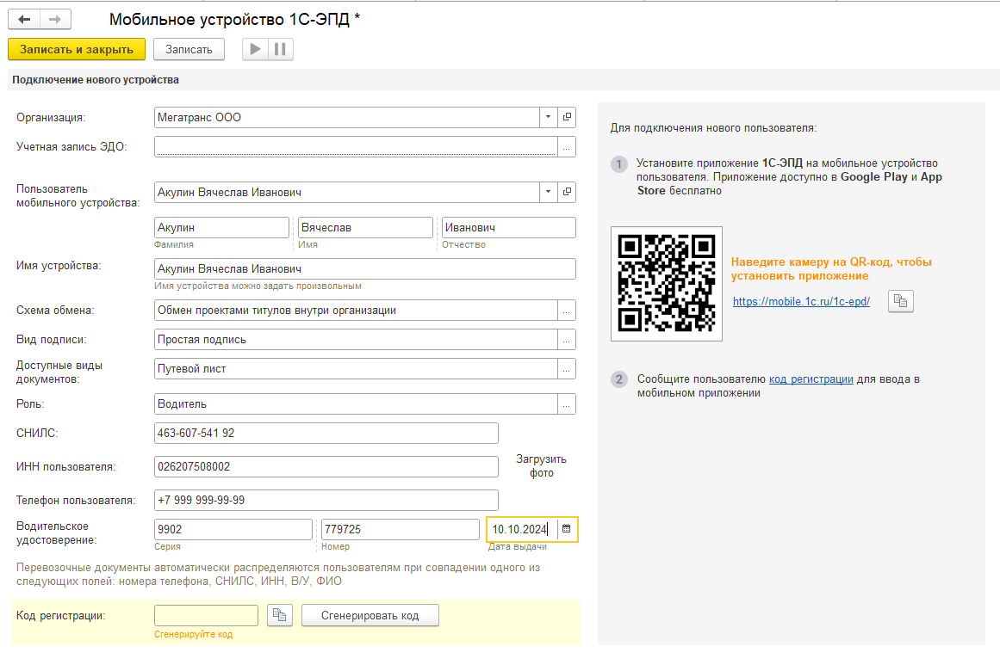 Мобильное устройство 1С-ЭПД *
Записать и закрыть
Записать
Подключение нового устройства
Организация:
Мегатранс ООО
Учетная запись ЭДО:
...
Пользователь
мобильного устройства:
Акулин Вячеслав Иванович
Акулин
Вячеслав
Иванович
Фамилия
Имя
Отчество
Имя устройства:
Акулин Вячеслав Иванович
Имя устройства можно задать произвольным
Схема обмена:
Обмен проектами титулов внутри организации
...
Вид подписи:
Простая подпись
...
Доступные виды
документов:
Путевой лист
...
Роль:
Водитель
...
СНИЛС:
463-607-541 92
ИНН пользователя:
026207508002
Загрузить
фото
Телефон пользователя:
+7 999 999-99-99
Водительское
удостоверение:
9902
779725
10.10.2024
Серия
Номер
Дата выдачи
Перевозочные документы автоматически распределяются пользователям при совпадении одного из
следующих полей: номера телефона, СНИЛС, ИНН, В/У, ФИО
Код регистрации:
Сгенерировать код
Сгенерируйте код
Для подключения нового пользователя:
1
Установите приложение 1С-ЭПД на мобильное устройство
пользователя. Приложение доступно в Google Play и App
Store бесплатно
Наведите камеру на QR-код, чтобы
установить приложение
https://mobile.1c.ru/1c-epd/
2
Сообщите пользователю код регистрации для ввода в
мобильном приложении